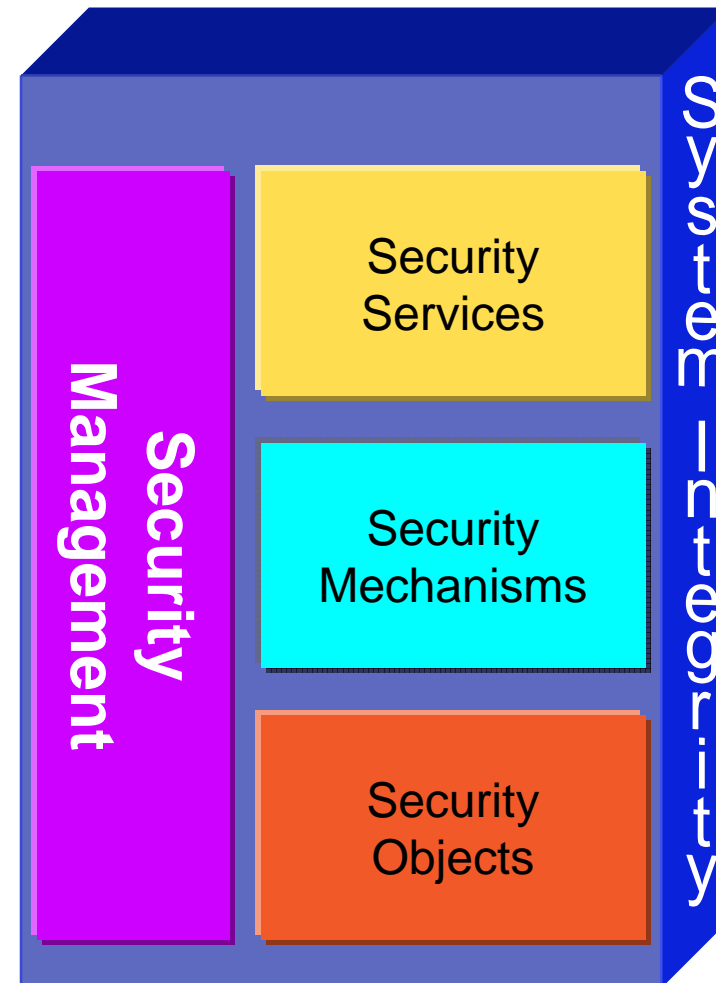 Security
Management
Security
Services
Security
Mechanisms
Security
Objects
System Integrity